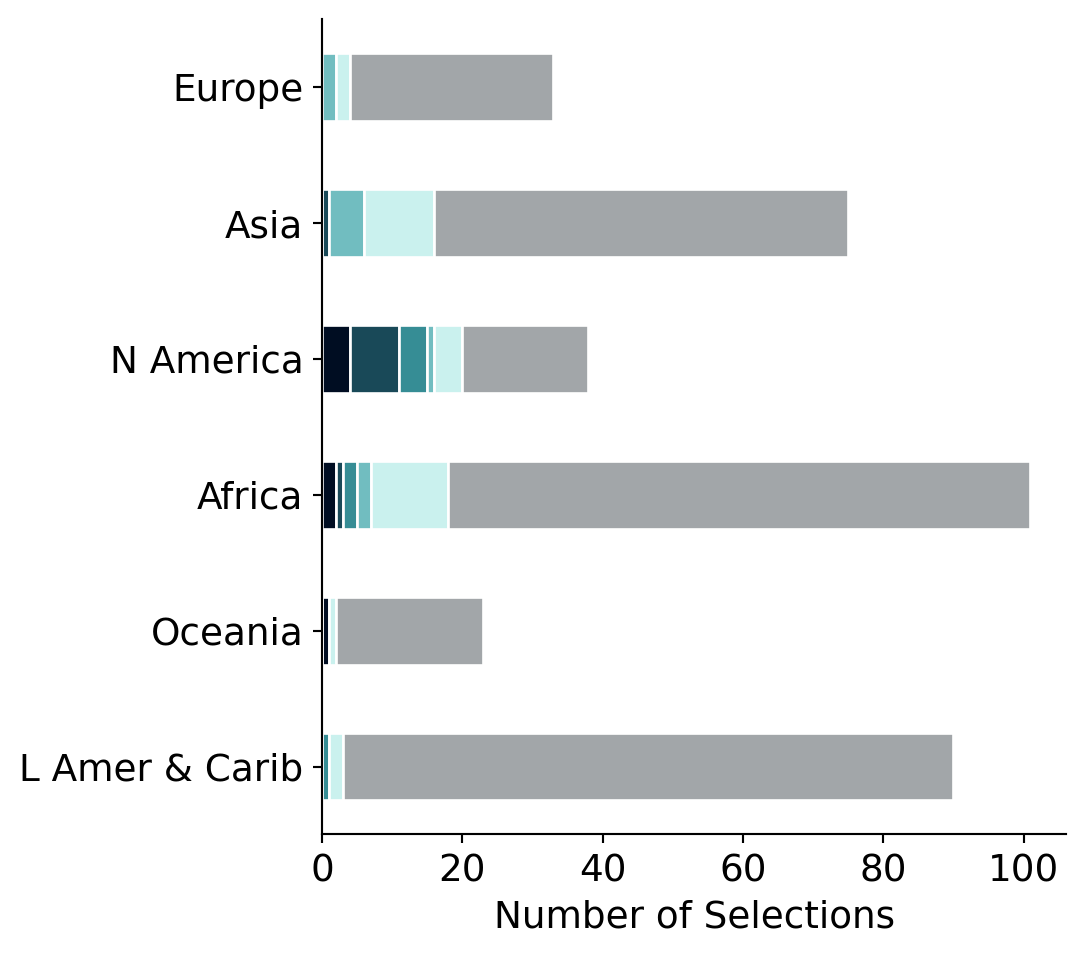 Europe
Asia
N America
Africa
Oceania
L Amer & Carib
0 20 40 60 80 100
Number of Selections